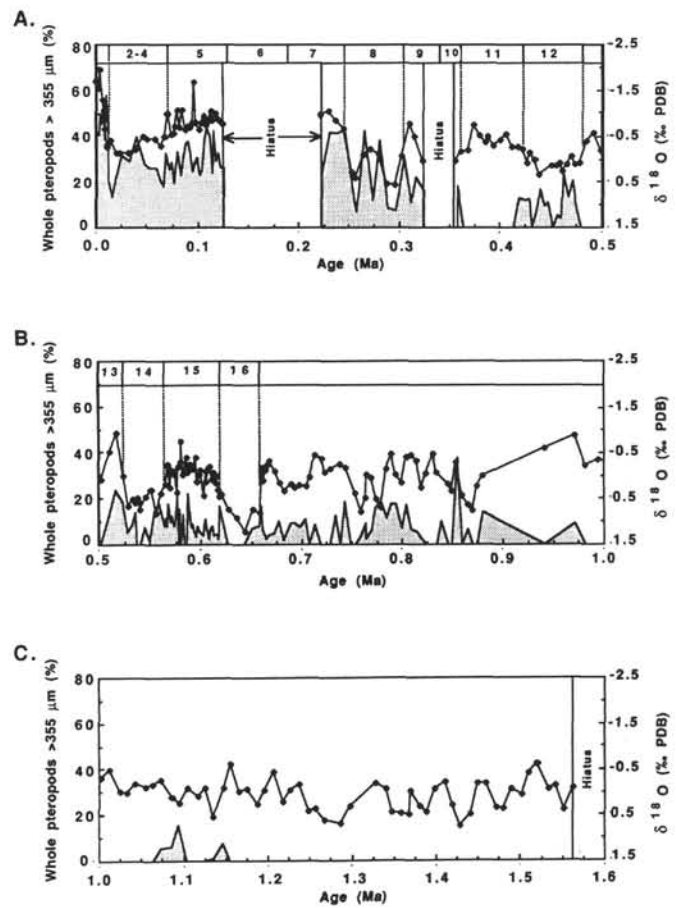 A.
Whole pteropods > 355 µm (%)
80
60
40
20
0
2-4 5 6 7 8 9 10 11 12
Hiatus
Hiatus
-2.5
-1.5
-0.5
0.5
1.5
δ 18 O (‰ PDB)
0.0 0.1 0.2 0.3 0.4 0.5
Age (Ma)
B.
Whole pteropods >355 µm (%)
80
60
40
20
0
13 14 15 16
-2.5
-1.5
-0.5
0.5
1.5
δ 18 O (‰ PDB)
0.5 0.6 0.7 0.8 0.9 1.0
Age (Ma)
C.
Whole pteropods >355 µm (%)
80
60
40
20
0
Hiatus
-2.5
-1.5
-0.5
0.5
1.5
δ 18 O (‰ PDB)
1.0 1.1 1.2 1.3 1.4 1.5 1.6
Age (Ma)